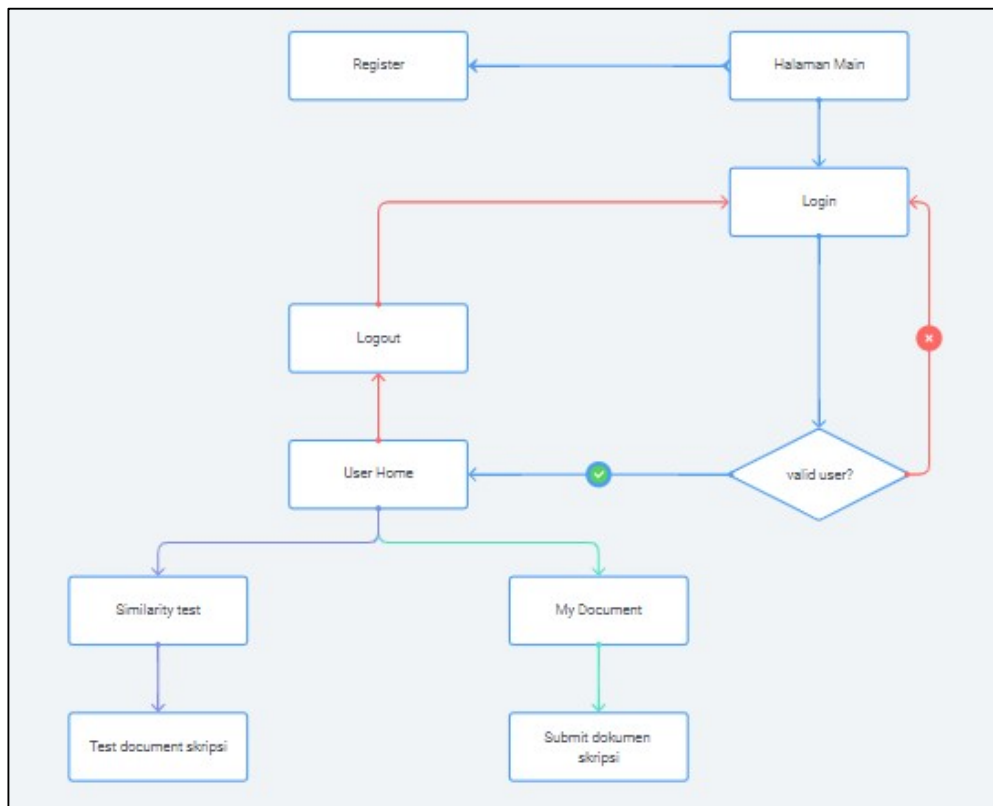 Register
Halaman Main
Login
Logout
User Home
valid user?
Similarity test
My Document
Test document skripsi
Submit dokumen
skripsi